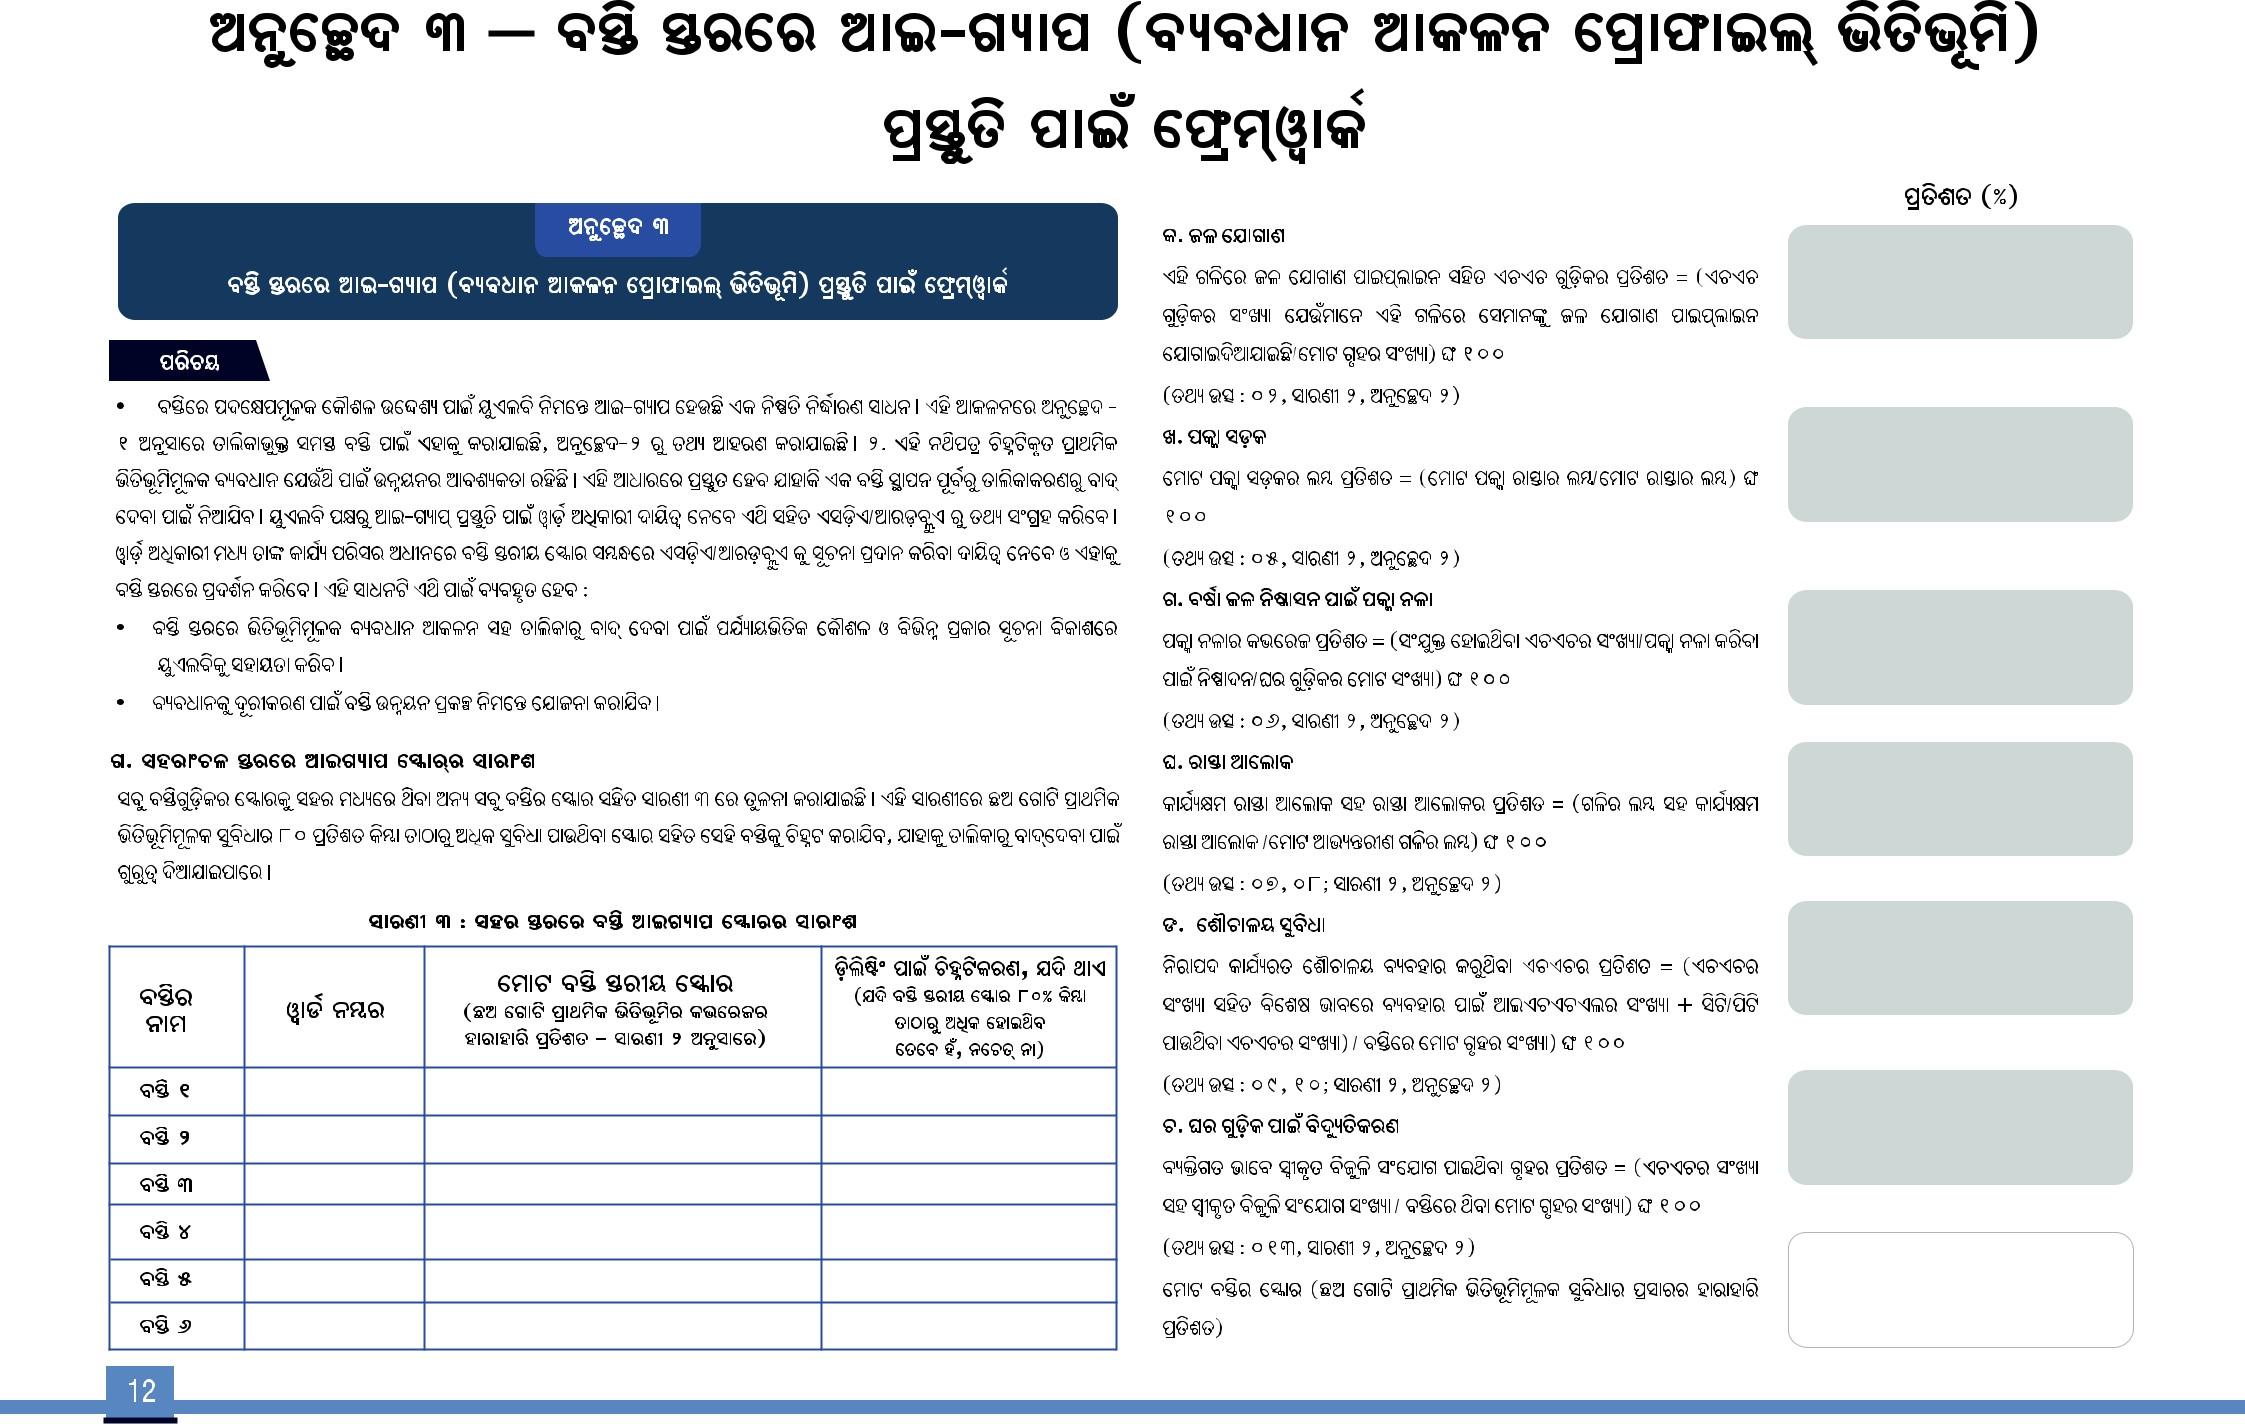 ଅନୁଚ୍ଛେଦ ୩ — ବସ୍ତି ସ୍ତରରେ ଆଇ-ଗ୍ୟାପ (ବ୍ୟବଧାନ ଆକଳନ ପ୍ରୋଫାଇଲ୍ ଭିତିଭୂମି)
ପ୍ରସ୍ତୁତି ପାଇଁ ଫ୍ରେମ୍‌ୱାର୍କ
ଅନୁଚ୍ଛେଦ ୩
ବସ୍ତି ସ୍ତରରେ ଆଇ-ଗ୍ୟାପ (ବ୍ୟବଧାନ ଆକଳନ ପ୍ରୋଫାଇଲ୍ ଭିତିଭୂମି) ପ୍ରସ୍ତୁତି ପାଇଁ ଫ୍ରେମ୍‌ୱାର୍କ
ପରିଚୟ
• ବସ୍ତିରେ ପଦକ୍ଷେପମୂଳକ କୌଶଳ ଉଦ୍ଦେଶ୍ୟ ପାଇଁ ୟୁଏଲବି ନିମନ୍ତେ ଆଇ-ଗ୍ୟାପ ହେଉଛି ଏକ ନିଷ୍ପତି ନିର୍ଦ୍ଧାରଣ ସାଧନ । ଏହି ଆକଳନରେ ଅନୁଚ୍ଛେଦ -
୧ ଅନୁସାରେ ତାଲିକାଭୁକ୍ତ ସମସ୍ତ ବସ୍ତି ପାଇଁ ଏହାକୁ କରାଯାଇଛି, ଅନୁଚ୍ଛେଦ-୨ ରୁ ତଥ୍ୟ ଆହରଣ କରାଯାଇଛି । ୨. ଏହି ନଥିପତ୍ର ଚିହ୍ନଟିକୃତ ପ୍ରାଥମିକ
ଭିତିଭୂମିମୂଳକ ବ୍ୟବଧାନ ଯେଉଁଥି ପାଇଁ ଉନ୍ନୟନର ଆବଶ୍ୟକତା ରହିଛି । ଏହି ଆଧାରରେ ପ୍ରସ୍ତୁତ ହେବ ଯାହାକି ଏକ ବସ୍ତି ସ୍ଥାପନ ପୂର୍ବରୁ ତାଲିକାକରଣରୁ ବାଦ୍
ଦେବା ପାଇଁ ନିଆଯିବ । ୟୁଏଲବି ପକ୍ଷରୁ ଆଇ-ଗ୍ୟାପ୍ ପ୍ରସ୍ତୁତି ପାଇଁ ୱାର୍ଡ଼ ଅଧିକାରୀ ଦାୟିତ୍ୱ ନେବେ ଏଥି ସହିତ ଏସଡ଼ିଏ/ଆରଡ଼ବ୍ଲୁଏ ରୁ ତଥ୍ୟ ସଂଗ୍ରହ କରିବେ ।
ୱାର୍ଡ଼ ଅଧିକାରୀ ମଧ୍ୟ ତାଙ୍କ କାର୍ଯ୍ୟ ପରିସର ଅଧୀନରେ ବସ୍ତି ସ୍ତରୀୟ ସ୍କୋର ସମ୍ବନ୍ଧରେ ଏସଡ଼ିଏ/ଆରଡ଼ବ୍ଲୁଏ କୁ ସୂଚନା ପ୍ରଦାନ କରିବା ଦାୟିତ୍ୱ ନେବେ ଓ ଏହାକୁ
ବସ୍ତି ସ୍ତରରେ ପ୍ରଦର୍ଶନ କରିବେ । ଏହି ସାଧନଟି ଏଥି ପାଇଁ ବ୍ୟବହୃତ ହେବ :
• ବସ୍ତି ସ୍ତରରେ ଭିତିଭୂମିମୂଳକ ବ୍ୟବଧାନ ଆକଳନ ସହ ତାଲିକାରୁ ବାଦ୍ ଦେବା ପାଇଁ ପର୍ଯ୍ୟାୟଭିତିକ କୌଶଳ ଓ ବିଭିନ୍ନ ପ୍ରକାର ସୂଚନା ବିକାଶରେ
ୟୁଏଲବିକୁ ସହାୟତା କରିବ ।
• ବ୍ୟବଧାନକୁ ଦୂରୀକରଣ ପାଇଁ ବସ୍ତି ଉନ୍ନୟନ ପ୍ରକଳ୍ପ ନିମନ୍ତେ ଯୋଜନା କରାଯିବ ।
ଗ. ସହରାଂଚଳ ସ୍ତରରେ ଆଇଗ୍ୟାପ ସ୍କୋର୍‌ର ସାରାଂଶ
ସବୁ ବସ୍ତିଗୁଡ଼ିକର ସ୍କୋରକୁ ସହର ମଧ୍ୟରେ ଥିବା ଅନ୍ୟ ସବୁ ବସ୍ତିର ସ୍କୋର ସହିତ ସାରଣୀ ୩ ରେ ତୁଳନା କରାଯାଇଛି । ଏହି ସାରଣୀରେ ଛଅ ଗୋଟି ପ୍ରାଥମିକ
ଭିତିଭୂମିମୂଳକ ସୁବିଧାର ୮୦ ପ୍ରତିଶତ କିମ୍ବା ତାଠାରୁ ଅଧିକ ସୁବିଧା ପାଉଥିବା ସ୍କୋର ସହିତ ସେହି ବସ୍ତିକୁ ଚିହ୍ନଟ କରାଯିବ, ଯାହାକୁ ତାଲିକାରୁ ବାଦ୍‌ଦେବା ପାଇଁ
ଗୁରୁତ୍ୱ ଦିଆଯାଇପାରେ ।
ସାରଣୀ ୩ : ସହର ସ୍ତରରେ ବସ୍ତି ଆଇଗ୍ୟାପ ସ୍କୋରର ସାରାଂଶ
ବସ୍ତିର
ନାମ
ୱାର୍ଡ ନମ୍ବର
ମୋଟ ବସ୍ତି ସ୍ତରୀୟ ସ୍କୋର
(ଛଅ ଗୋଟି ପ୍ରାଥମିକ ଭିତିଭୂମିର କଭରେଜର
ହାରାହାରି ପ୍ରତିଶତ - ସାରଣୀ ୨ ଅନୁସାରେ)
ଡ଼ିଲିଷ୍ଟିଂ ପାଇଁ ଚିହ୍ନଟିକରଣ, ଯଦି ଥାଏ
(ଯଦି ବସ୍ତି ସ୍ତରୀୟ ସ୍କୋର ୮୦% କିମ୍ବା
ତାଠାରୁ ଅଧିକ ହୋଇଥିବ
ତେବେ ହଁ, ନଚେତ୍ ନା)
ବସ୍ତି ୧
ବସ୍ତି ୨
ବସ୍ତି ୩
ବସ୍ତି ୪
ବସ୍ତି ୫
ବସ୍ତି ୬
12
ପ୍ରତିଶତ (%)
କ. ଜଳ ଯୋଗାଣ
ଏହି ଗଳିରେ ଜଳ ଯୋଗାଣ ପାଇପ୍‌ଲାଇନ ସହିତ ଏଚଏଚ ଗୁଡ଼ିକର ପ୍ରତିଶତ = (ଏଚଏଚ
ଗୁଡ଼ିକର ସଂଖ୍ୟା ଯେଉଁମାନେ ଏହି ଗଳିରେ ସେମାନଙ୍କୁ ଜଳ ଯୋଗାଣ ପାଇପ୍‌ଲାଇନ
ଯୋଗାଇଦିଆଯାଇଛି/ମୋଟ ଗୃହର ସଂଖ୍ୟା) ଙ୍ଘ ୧୦୦
(ତଥ୍ୟ ଉତ୍ସ : ୦୨, ସାରଣୀ ୨, ଅନୁଚ୍ଛେଦ ୨)
ଖ. ପକ୍କା ସଡ଼କ
ମୋଟ ପକ୍କା ସଡ଼କର ଲମ୍ବ ପ୍ରତିଶତ = (ମୋଟ ପକ୍କା ରାସ୍ତାର ଲମ୍ବ/ମୋଟ ରାସ୍ତାର ଲମ୍ବ) ଙ୍ଘ
୧୦୦
(ତଥ୍ୟ ଉତ୍ସ : ୦୫, ସାରଣୀ ୨, ଅନୁଚ୍ଛେଦ ୨)
ଗ. ବର୍ଷା ଜଳ ନିଷ୍କାସନ ପାଇଁ ପକ୍କା ନଳା
ପକ୍କା ନଳାର କଭରେଜ ପ୍ରତିଶତ = (ସଂଯୁକ୍ତ ହୋଇଥିବା ଏଚଏଚର ସଂଖ୍ୟା/ପକ୍କା ନଳା କରିବା
ପାଇଁ ନିଷ୍ପାଦନ/ଘର ଗୁଡ଼ିକର ମୋଟ ସଂଖ୍ୟା) ଙ୍ଘ ୧୦୦
(ତଥ୍ୟ ଉତ୍ସ : ୦୬, ସାରଣୀ ୨, ଅନୁଚ୍ଛେଦ ୨)
ଘ. ରାସ୍ତା ଆଲୋକ
କାର୍ଯ୍ୟକ୍ଷମ ରାସ୍ତା ଆଲୋକ ସହ ରାସ୍ତା ଆଲୋକର ପ୍ରତିଶତ = (ଗଳିର ଲମ୍ବ ସହ କାର୍ଯ୍ୟକ୍ଷମ
ରାସ୍ତା ଆଲୋକ /ମୋଟ ଆଭ୍ୟନ୍ତରୀଣ ଗଳିର ଲମ୍ବ) ଙ୍ଘ ୧୦୦
(ତଥ୍ୟ ଉତ୍ସ : ୦୭, ୦୮; ସାରଣୀ ୨, ଅନୁଚ୍ଛେଦ ୨)
ଙ. ଶୌଚାଳୟ ସୁବିଧା
ନିରାପଦ କାର୍ଯ୍ୟରତ ଶୌଚାଳୟ ବ୍ୟବହାର କରୁଥିବା ଏଚଏଚର ପ୍ରତିଶତ = (ଏଚଏଚର
ସଂଖ୍ୟା ସହିତ ବିଶେଷ ଭାବରେ ବ୍ୟବହାର ପାଇଁ ଆଇଏଚଏଚଏଲର ସଂଖ୍ୟା + ସିଟି/ପିଟି
ପାଉଥିବା ଏଚଏଚର ସଂଖ୍ୟା) / ବସ୍ତିରେ ମୋଟ ଗୃହର ସଂଖ୍ୟା) ଙ୍ଘ ୧୦୦
(ତଥ୍ୟ ଉତ୍ସ : ୦୯, ୧୦; ସାରଣୀ ୨, ଅନୁଚ୍ଛେଦ ୨)
ଚ. ଘର ଗୁଡ଼ିକ ପାଇଁ ବିଦ୍ୟୁତିକରଣ
ବ୍ୟକ୍ତିଗତ ଭାବେ ସ୍ୱୀକୃତ ବିଜୁଳି ସଂଯୋଗ ପାଇଥିବା ଗୃହର ପ୍ରତିଶତ = (ଏଚଏଚର ସଂଖ୍ୟା
ସହ ସ୍ୱୀକୃତ ବିଜୁଳି ସଂଯୋଗ ସଂଖ୍ୟା / ବସ୍ତିରେ ଥିବା ମୋଟ ଗୃହର ସଂଖ୍ୟା) ଙ୍ଘ ୧୦୦
(ତଥ୍ୟ ଉତ୍ସ : ୦୧୩, ସାରଣୀ ୨, ଅନୁଚ୍ଛେଦ ୨)
ମୋଟ ବସ୍ତିର ସ୍କୋର (ଛଅ ଗୋଟି ପ୍ରାଥମିକ ଭିତିଭୂମିମୂଳକ ସୁବିଧାର ପ୍ରସାରର ହାରାହାରି
ପ୍ରତିଶତ)